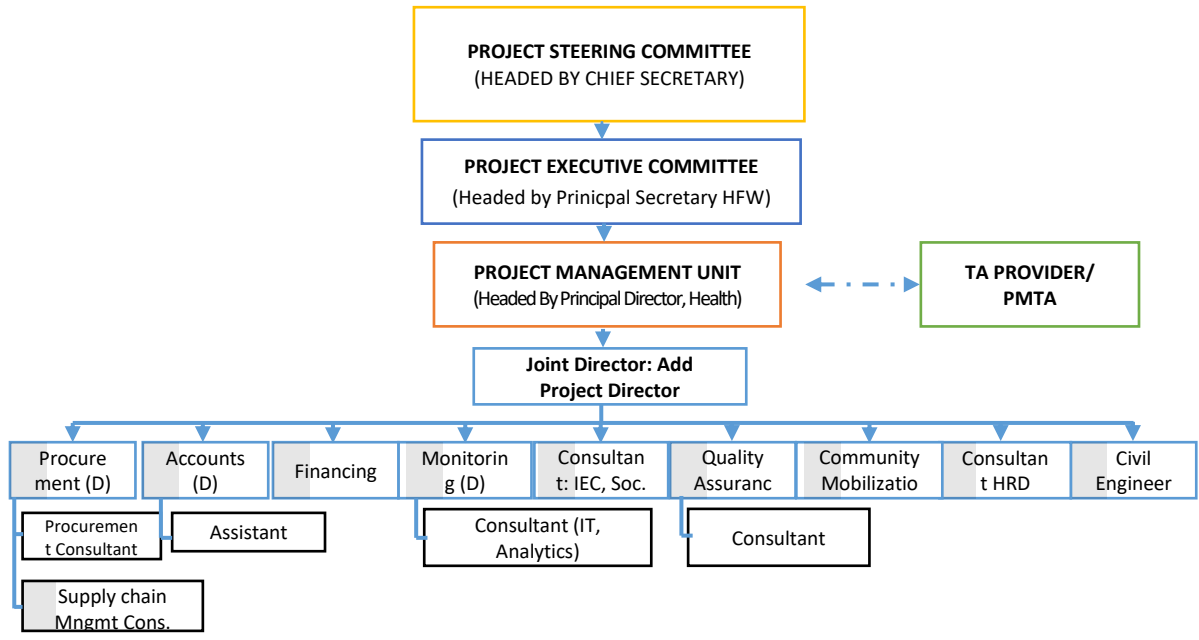 PROJECT STEERING COMMITTEE
(HEADED BY CHIEF SECRETARY)
PROJECT EXECUTIVE COMMITTEE
(Headed by Prinicpal Secretary HFW)
PROJECT MANAGEMENT UNIT
(Headed By Principal Director, Health)
TA PROVIDER/
PMTA
Joint Director: Add
Project Director
Procure
ment (D)
Accounts
(D)
Financing
Monitorin
g (D)
Consultan
t: IEC, Soc.
Quality
Assuranc
Community
Mobilizatio
Consultan
t HRD
Civil
Engineer
Procuremen
t Consultant
Assistant
Consultant (IT,
Analytics)
Consultant
Supply chain
Mngmt Cons.